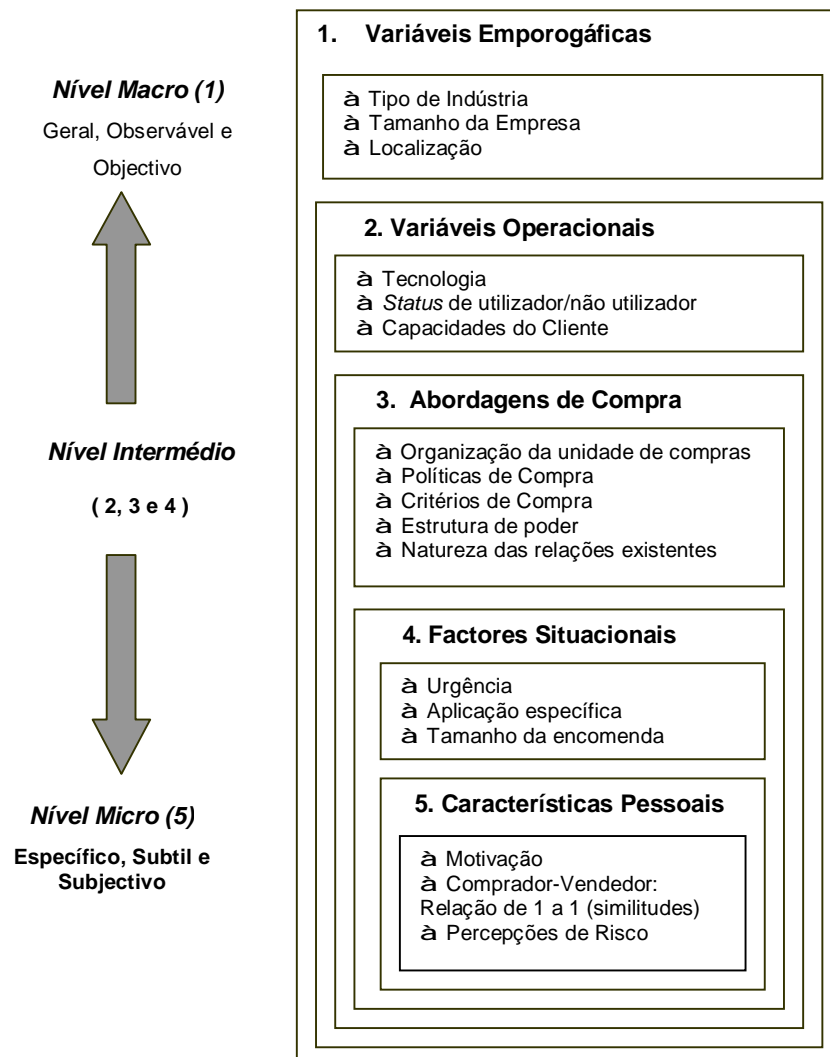 1. Variáveis Emporogáficas
à Tipo de Indústria
à Tamanho da Empresa
à Localização
Nível Macro (1)
Geral, Observável e
Objectivo
2. Variáveis Operacionais
à Tecnologia
à Status de utilizador/não utilizador
à Capacidades do Cliente
3. Abordagens de Compra
à Organização da unidade de compras
à Políticas de Compra
à Critérios de Compra
à Estrutura de poder
à Natureza das relações existentes
Nível Intermédio
( 2, 3 e 4 )
4. Factores Situacionais
à Urgência
à Aplicação específica
à Tamanho da encomenda
5. Características Pessoais
à Motivação
à Comprador-Vendedor:
Relação de 1 a 1 (similitudes)
à Percepções de Risco
Nível Micro (5)
Específico, Subtil e
Subjectivo